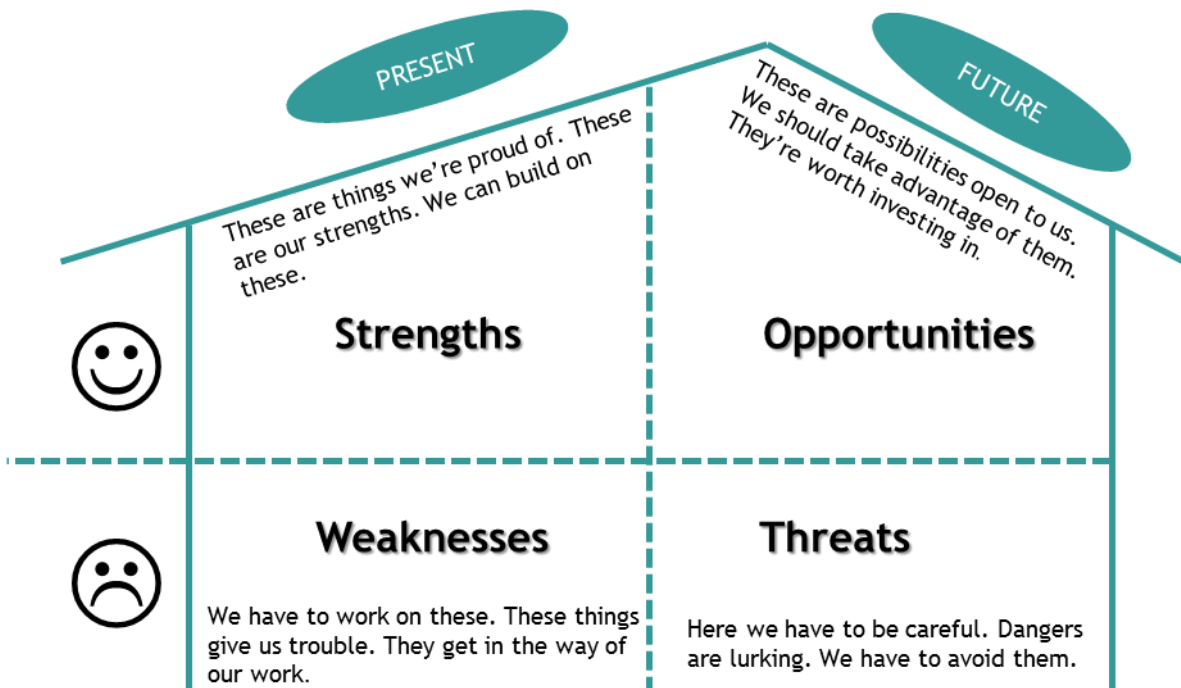 PRESENT
FUTURE
These are things we're proud of. These
are our strengths. We can build on
these.
These are possibilities open to us.
We should take advantage of them.
They're worth investing in.
Strengths
Opportunities
Weaknesses
Threats
We have to work on these. These things
give us trouble. They get in the way of
our work.
Here we have to be careful. Dangers
are lurking. We have to avoid them.